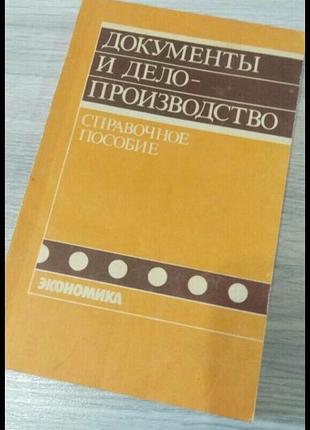 ДОКУМЕНТЫ
И ДЕЛО-
ПРОИЗВОДСТВО
СПРАВОЧНОЕ
ПОСОБИЕ
ЭКОНОМИКА